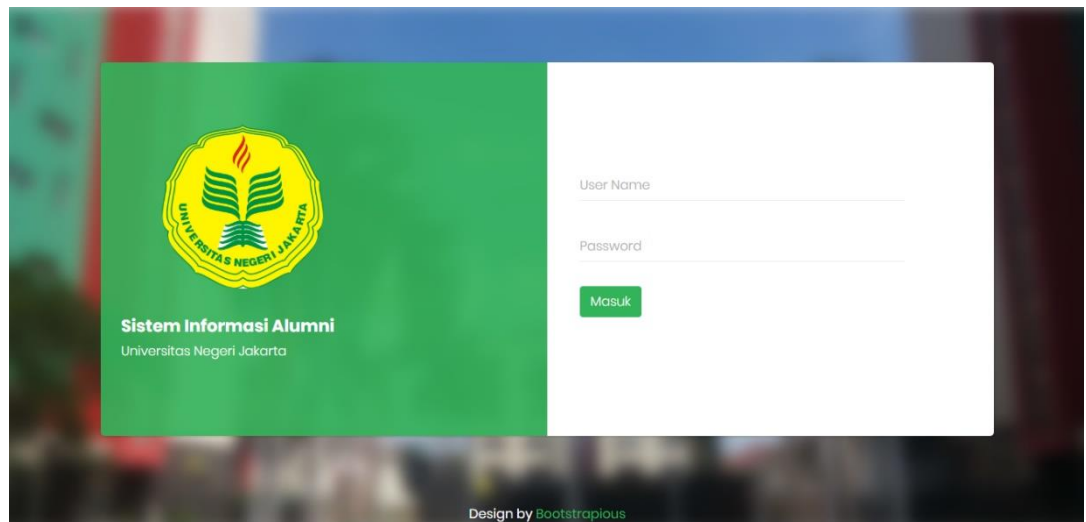 UNIVERSITAS NEGERI JAKARTA
Sistem Informasi Alumni
Universitas Negeri Jakarta
User Name
Password
Masuk
Design by Bootstrapious